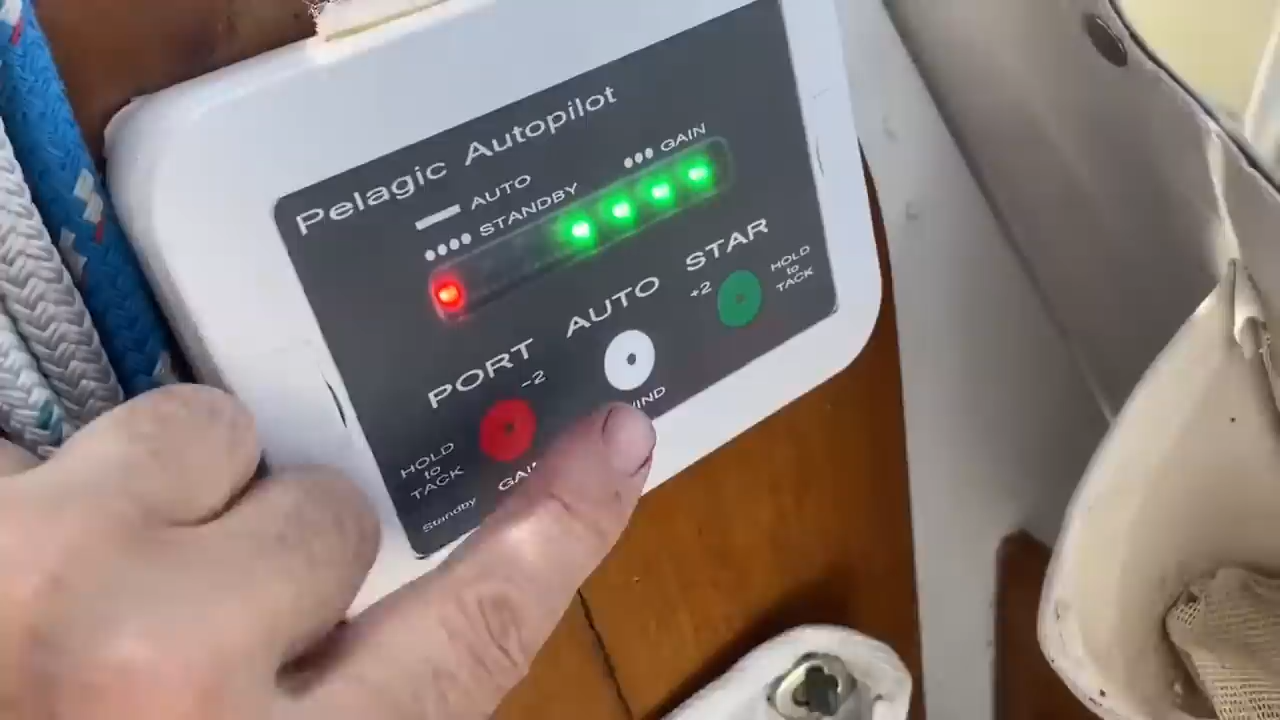 Pelagic Autopilot
AUTO
STANDBY
GAIN
PORT
AUTO
STAR
-2
+2
HOLD
to
TACK
HOLD
to
TACK
Standby